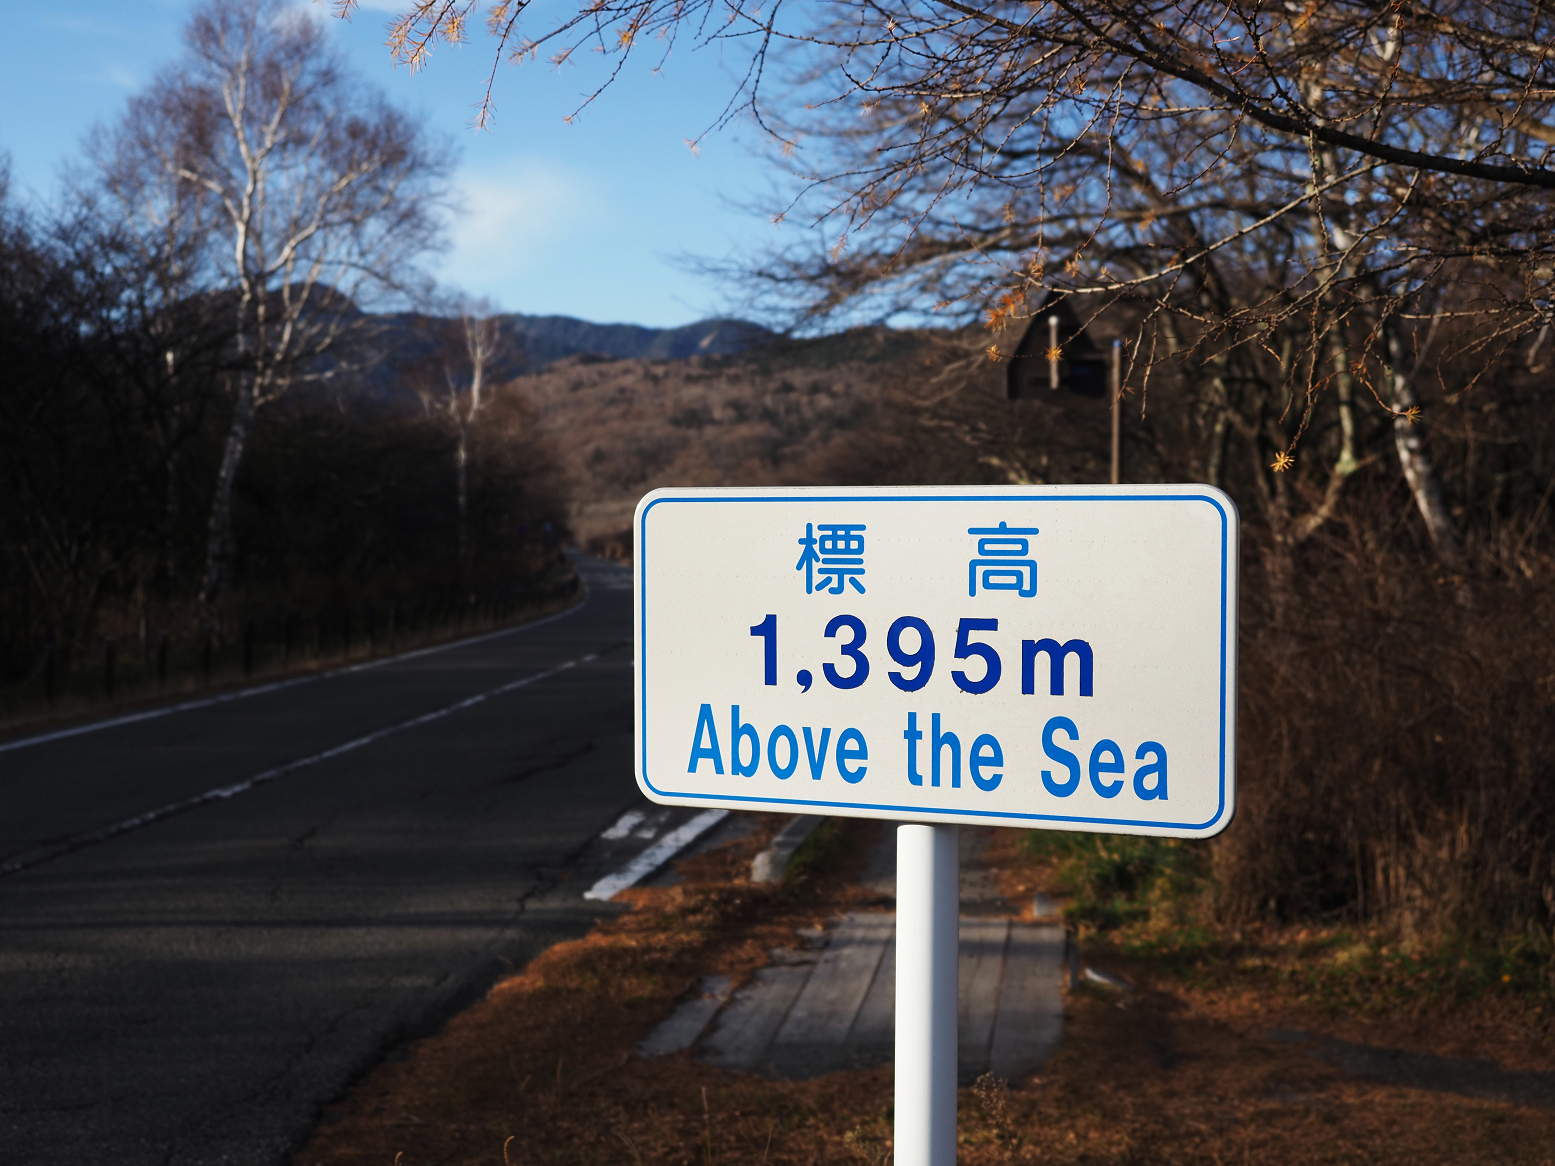 標 高
1,395m
Above the Sea